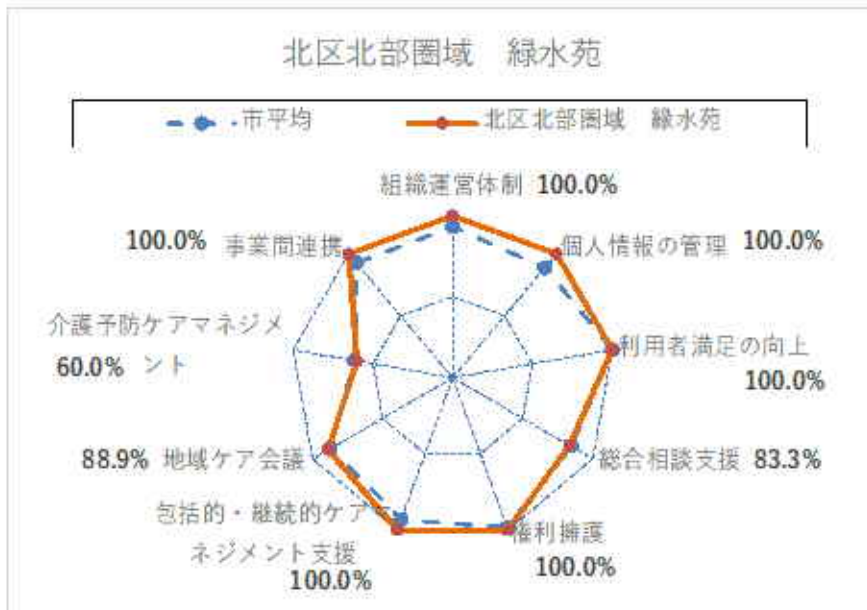 北区北部圏域　緑水苑
市平均
北区北部圏域　緑水苑
組織運営体制 100.0%
個人情報の管理 100.0%
利用者満足の向上
100.0%
総合相談支援 83.3%
権利擁護
100.0%
包括的・継続的ケア
ネジメント支援
100.0%
88.9% 地域ケア会議
介護予防ケアマネジメ
60.0% ント
100.0% 事業間連携